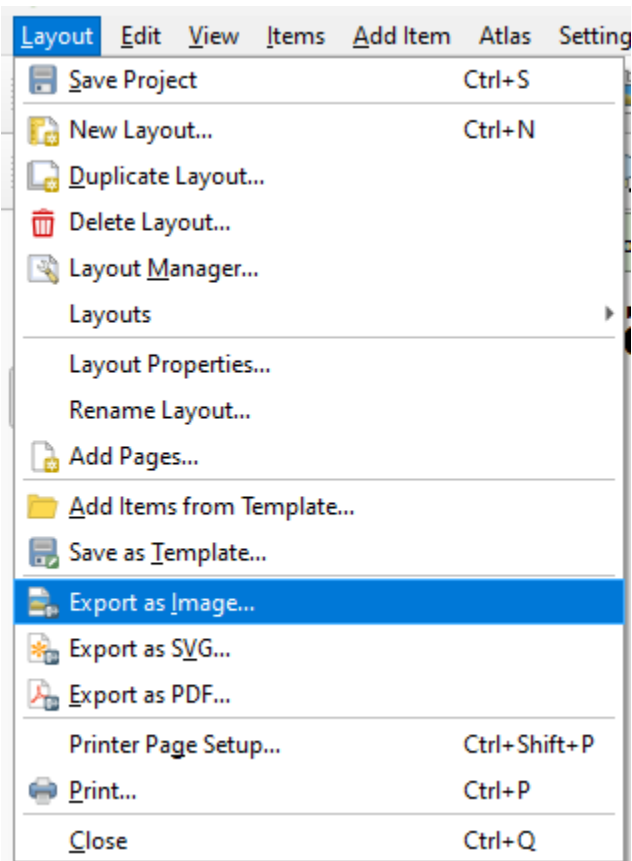 Layout Edit View Items Add Item Atlas Setting
Save Project Ctrl+S
New Layout... Ctrl+N
Duplicate Layout...
Delete Layout...
Layout Manager...
Layouts
Layout Properties...
Rename Layout...
Add Pages...
Add Items from Template...
Save as Template...
Export as Image...
Export as SVG...
Export as PDF...
Printer Page Setup... Ctrl+Shift+P
Print... Ctrl+P
Close Ctrl+Q